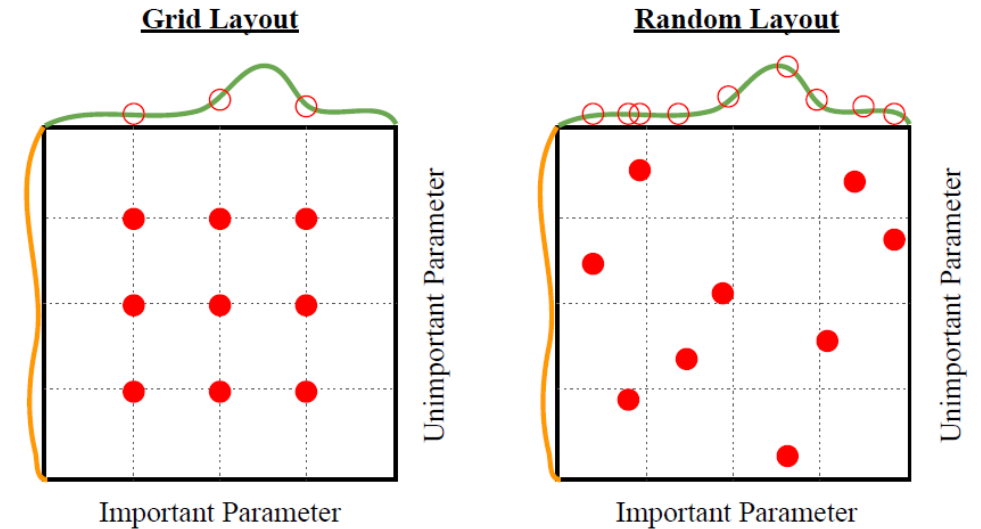 Grid Layout
Unimportant Parameter
Important Parameter
Random Layout
Unimportant Parameter
Important Parameter